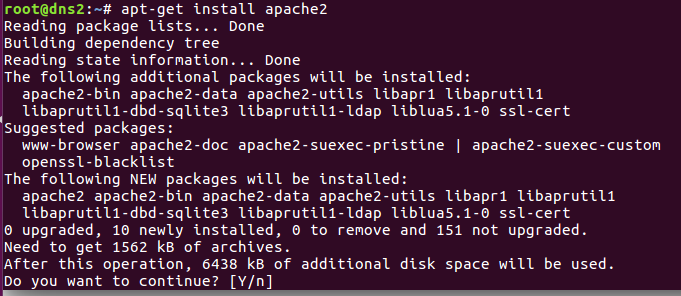 root@dns2:~# apt-get install apache2
Reading package lists... Done
Building dependency tree
Reading state information... Done
The following additional packages will be installed:
  apache2-bin apache2-data apache2-utils libapr1 libaprutil1
  libaprutil1-dbd-sqlite3 libaprutil1-ldap liblua5.1-0 ssl-cert
Suggested packages:
  www-browser apache2-doc apache2-suexec-pristine | apache2-suexec-custom
  openssl-blacklist
The following NEW packages will be installed:
  apache2 apache2-bin apache2-data apache2-utils libapr1 libaprutil1
  libaprutil1-dbd-sqlite3 libaprutil1-ldap liblua5.1-0 ssl-cert
0 upgraded, 10 newly installed, 0 to remove and 151 not upgraded.
Need to get 1562 kB of archives.
After this operation, 6438 kB of additional disk space will be used.
Do you want to continue? [Y/n]